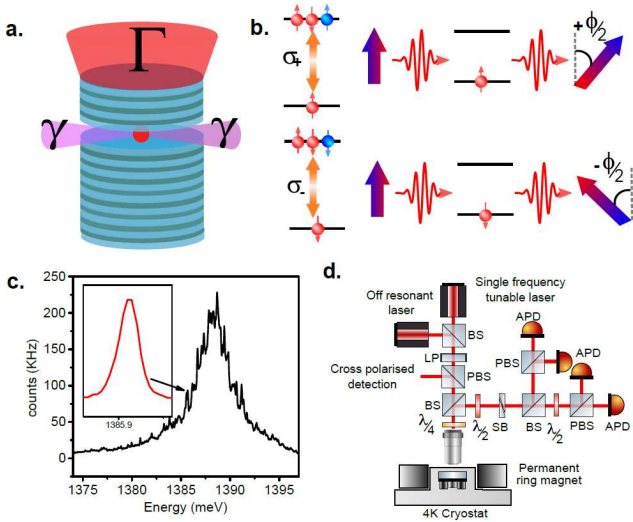 a.
Γ
γ
γ
b.
σ+
+ϕ/2
σ-
-ϕ/2
c.
250
200
150
100
50
0
counts (KHz)
1385.9
1375
1380
1385
1390
1395
Energy (meV)
d.
Single frequency
tunable laser
Off resonant
laser
BS
APD
LP
PBS
APD
Cross polarised
detection
PBS
APD
BS
λ/4
λ/2
SB
BS
λ/2
PBS
APD
Permanent
ring magnet
4K Cryostat